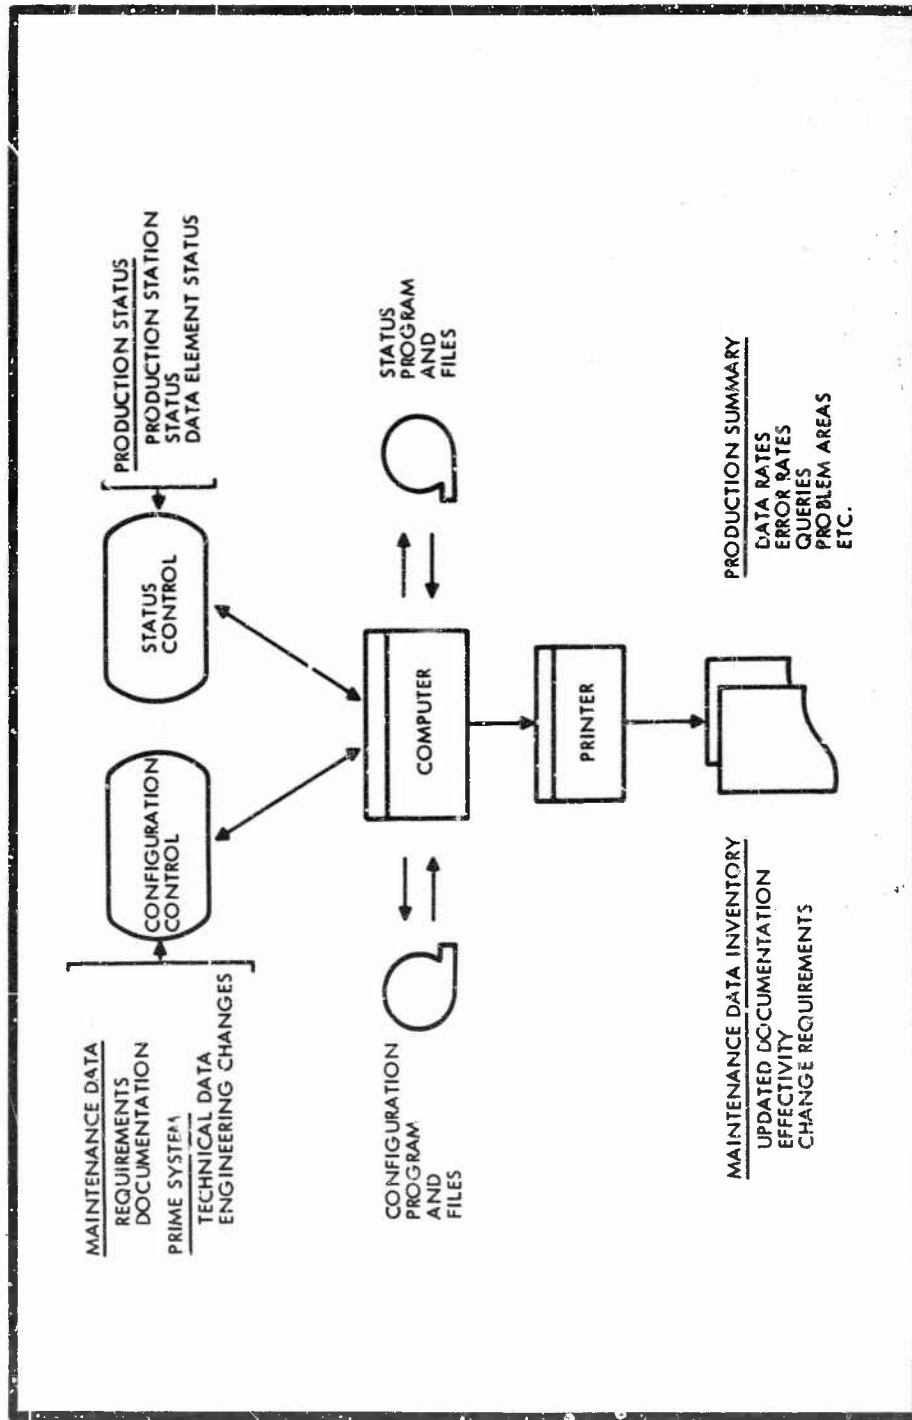 MAINTENANCE DATA
REQUIREMENTS
DOCUMENTATION
PRIME SYSTEM
TECHNICAL DATA
ENGINEERING CHANGES
CONFIGURATION
CONTROL
STATUS
CONTROL
PRODUCTION STATUS
PRODUCTION STATION
STATUS
DATA ELEMENT STATUS
CONFIGURATION
PROGRAM
AND
FILES
COMPUTER
STATUS
PROGRAM
AND
FILES
PRINTER
MAINTENANCE DATA INVENTORY
UPDATED DOCUMENTATION
EFFECTIVITY
CHANGE REQUIREMENTS
PRODUCTION SUMMARY
DATA RATES
ERROR RATES
QUERIES
PROBLEM AREAS
ETC.